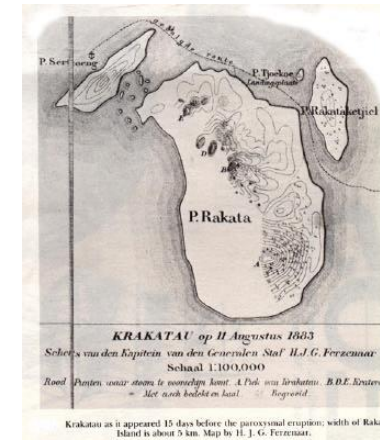 gevolgde route
P. Sertoeng
P. Tjoekoe
Landingsplaats
P. Rakata ketjiel
F
D
B
P. Rakata
A
KRAKATAU op 11 Augustus 1883
Schets van den Kapitein van den Generalen Staf H.J.G. Ferzenaar
Schaal 1:100,000
Rood Punten waar stoom te voorschijn komt. A. Piek van Krakatau. B.D.E. Kraters
Met asch bedekt en kaal. Begroeid.
Krakatau as it appeared 15 days before the paroxysmal eruption; width of
Island is about 5 km. Map by H. J. G. Ferzenaar.